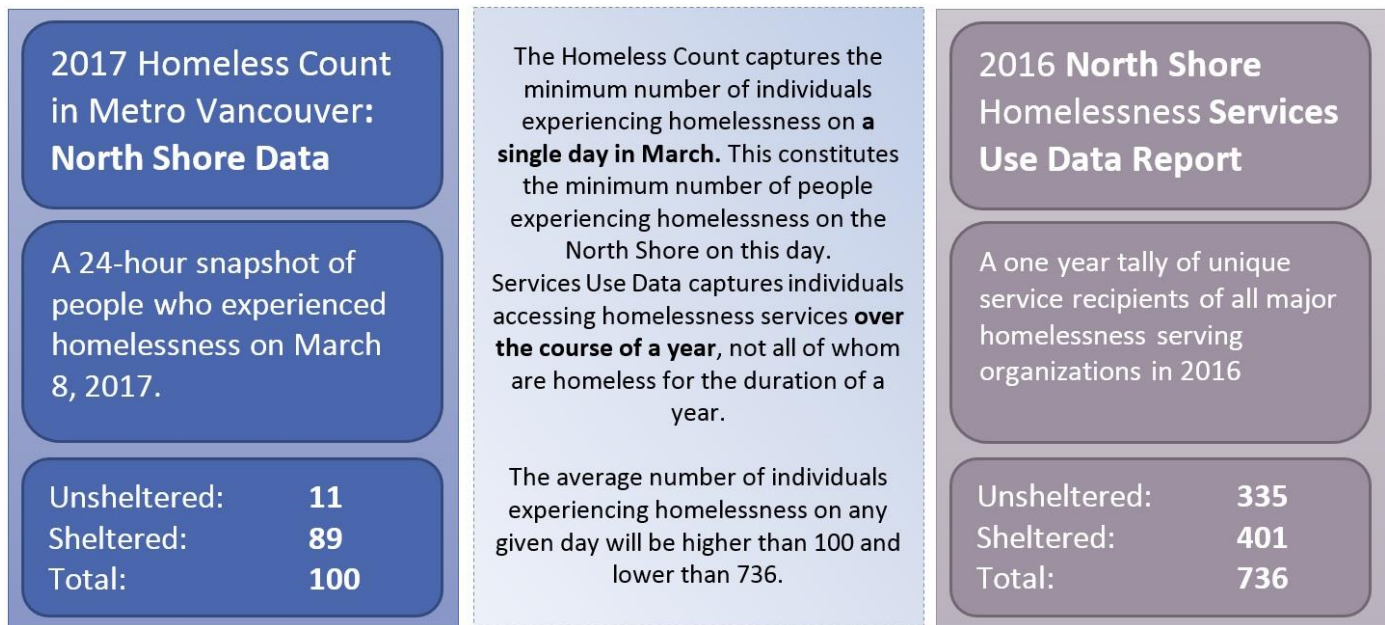 2017 Homeless Count
in Metro Vancouver:
North Shore Data
A 24-hour snapshot of
people who experienced
homelessness on March
8, 2017.
Unsheltered: 11
Sheltered: 89
Total: 100
The Homeless Count captures the
minimum number of individuals
experiencing homelessness on a
single day in March. This constitutes
the minimum number of people
experiencing homelessness on the
North Shore on this day.
Services Use Data captures individuals
accessing homelessness services over
the course of a year, not all of whom
are homeless for the duration of a
year.
The average number of individuals
experiencing homelessness on any
given day will be higher than 100 and
lower than 736.
2016 North Shore
Homelessness Services
Use Data Report
A one year tally of unique
service recipients of all major
homelessness serving
organizations in 2016
Unsheltered: 335
Sheltered: 401
Total: 736